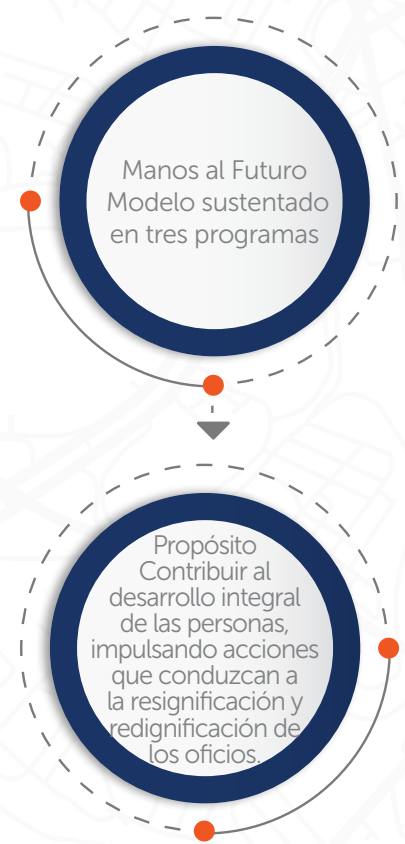 Manos al Futuro
Modelo sustentado
en tres programas
Propósito
Contribuir al
desarrollo integral
de las personas,
impulsando acciones
que conduzcan a
la resignificación y
redignificación de
los oficios.